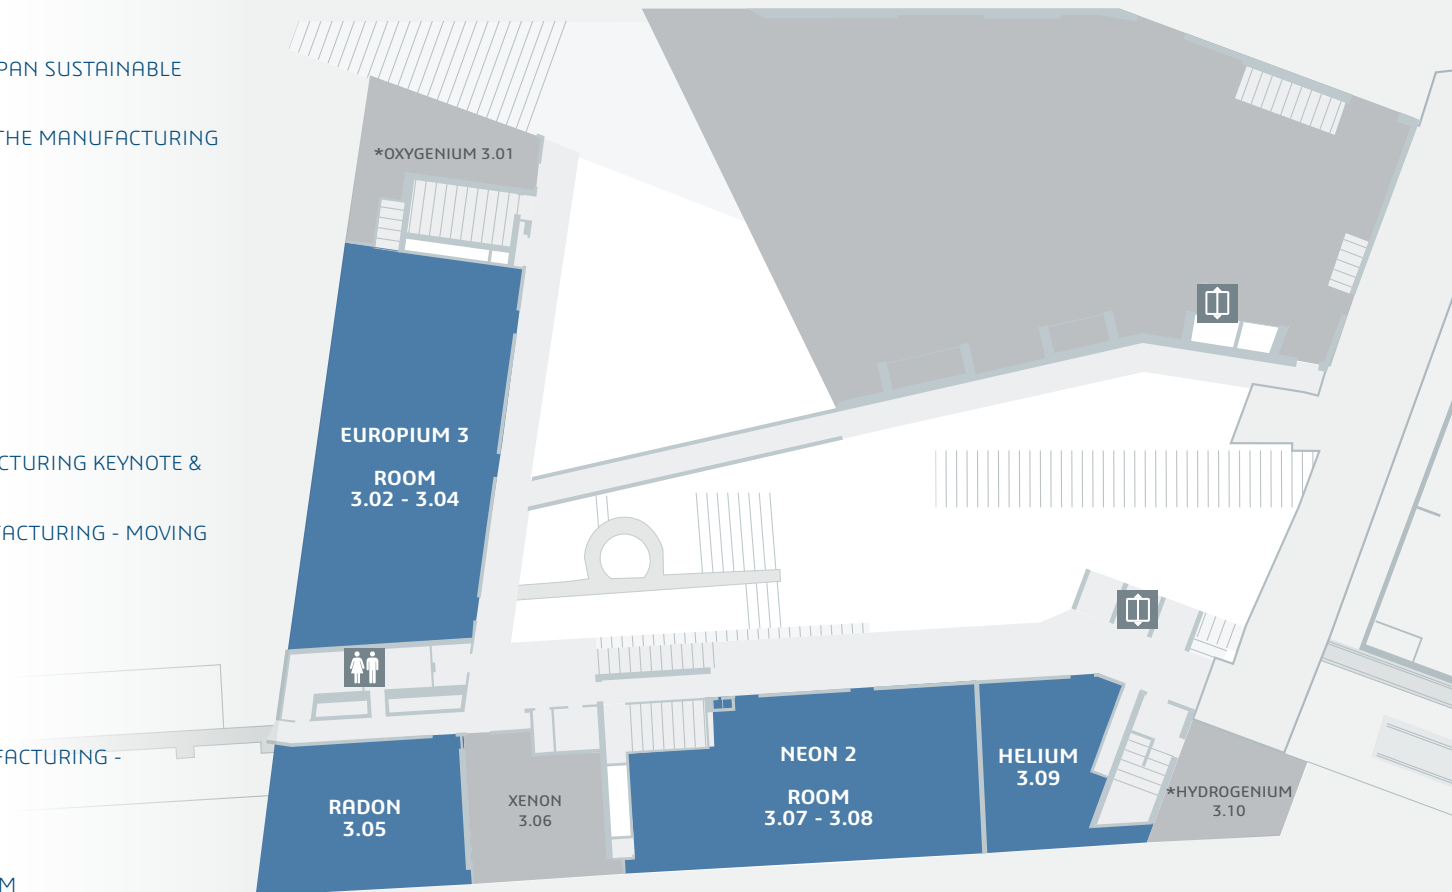 PAN SUSTAINABLE
THE MANUFACTURING
CTURING KEYNOTE &
FACTURING - MOVING
FACTURING -
M
*OXYGENIUM 3.01
EUROPIUM 3
ROOM
3.02 - 3.04
RADON
3.05
XENON
3.06
NEON 2
ROOM
3.07 - 3.08
HELIUM
3.09
*HYDROGENIUM
3.10